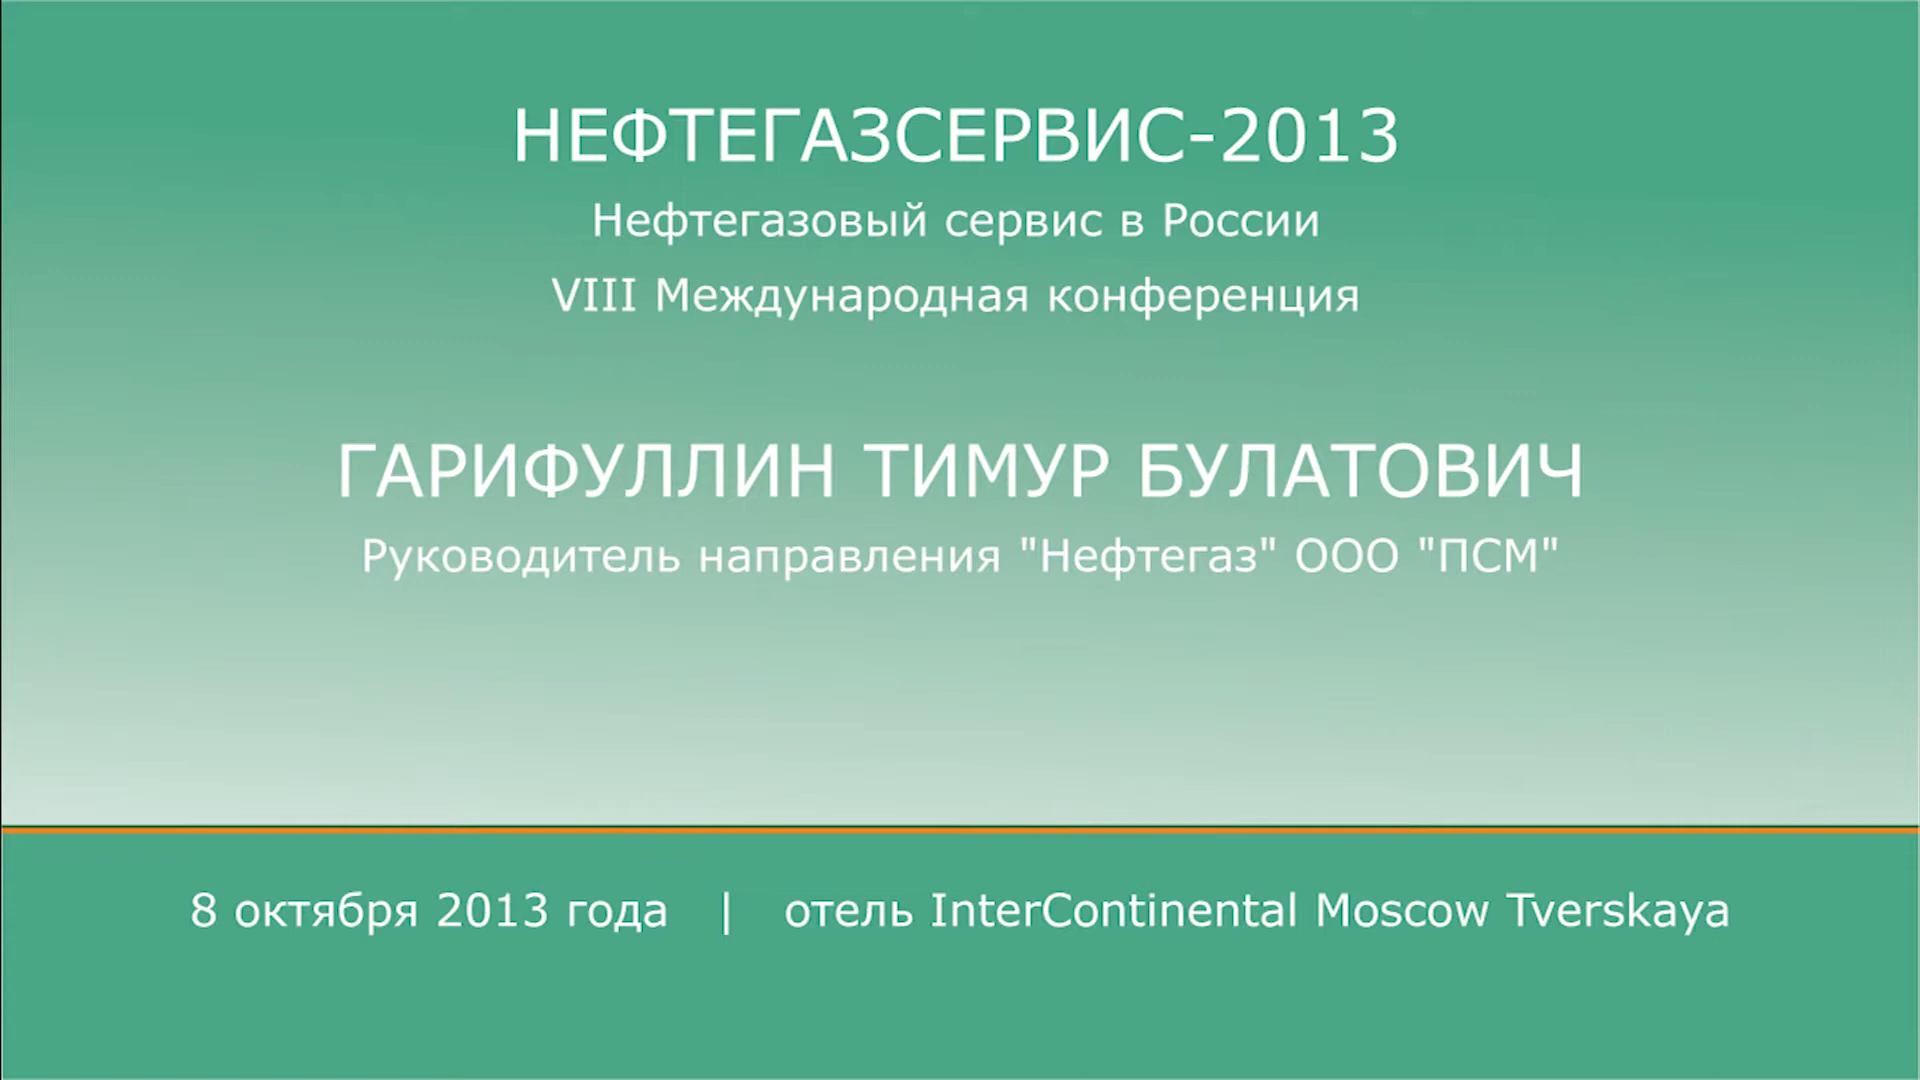 НЕФТЕГАЗСЕРВИС-2013
Нефтегазовый сервис в России
VIII Международная конференция
ГАРИФУЛЛИН ТИМУР БУЛАТОВИЧ
Руководитель направления "Нефтегаз" ООО "ПСМ"
8 октября 2013 года | отель InterContinental Moscow Tverskaya